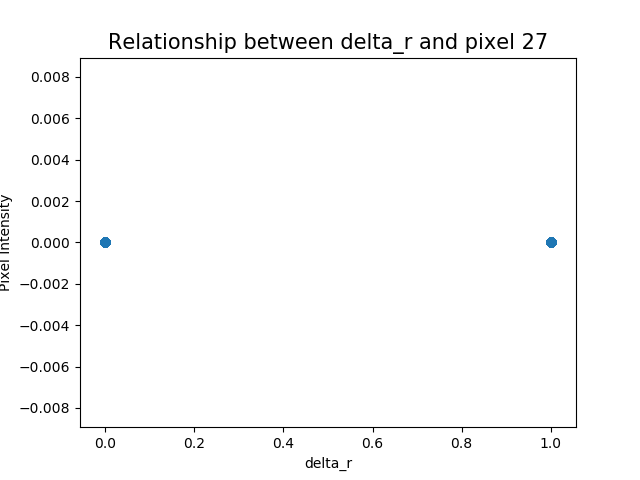 Relationship between delta_r and pixel 27
0.008
0.006
0.004
0.002
0.000
−0.002
−0.004
−0.006
−0.008
Pixel Intensity
0.0 0.2 0.4 0.6 0.8 1.0
delta_r